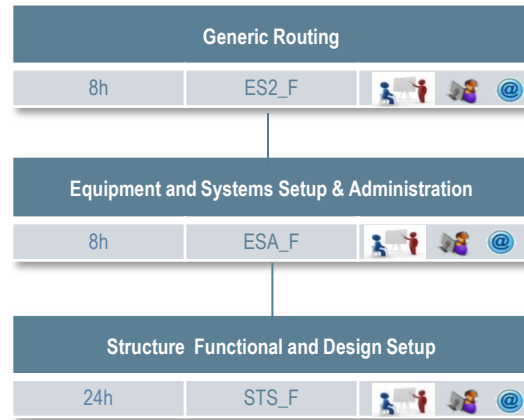 Generic Routing
8h ES2_F @
Equipment and Systems Setup & Administration
8h ESA_F @
Structure Functional and Design Setup
24h STS_F @